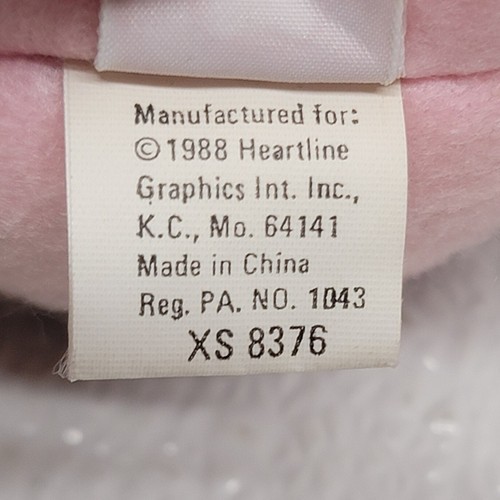 Manufactured for:
© 1988 Heartline
Graphics Int. Inc.,
K.C., Mo. 64141
Made in China
Reg. PA. NO. 1043
XS 8376